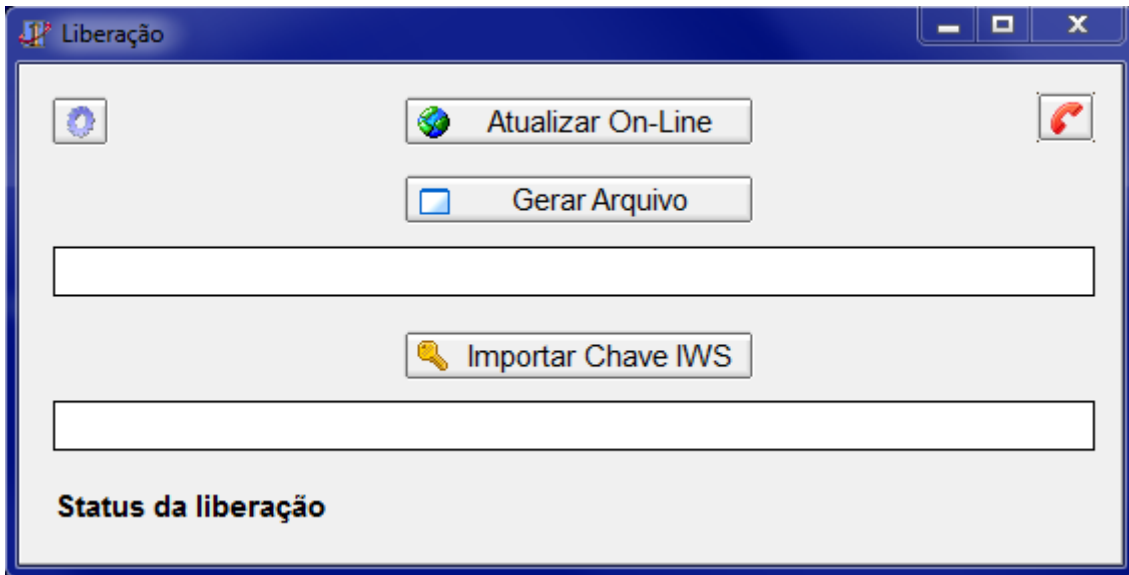 Liberação
Atualizar On-Line
Gerar Arquivo
Importar Chave IWS
Status da liberação